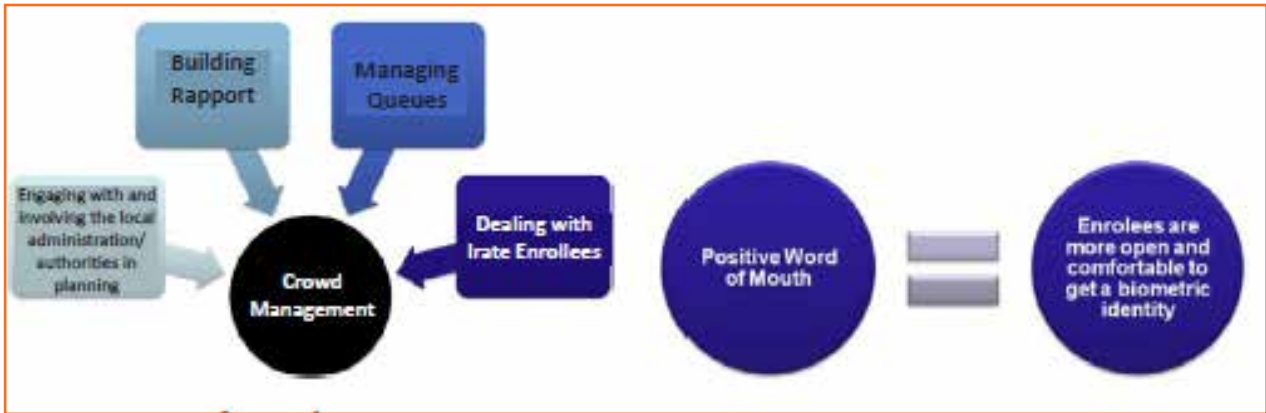 Building
Rapport
Managing
Queues
Engaging with and
involving the local
administration/
authorities in
planning
Crowd
Management
Dealing with
Irate Enrollees
Positive Word
of Mouth
Enrolees are
more open and
comfortable to
get a biometric
identity